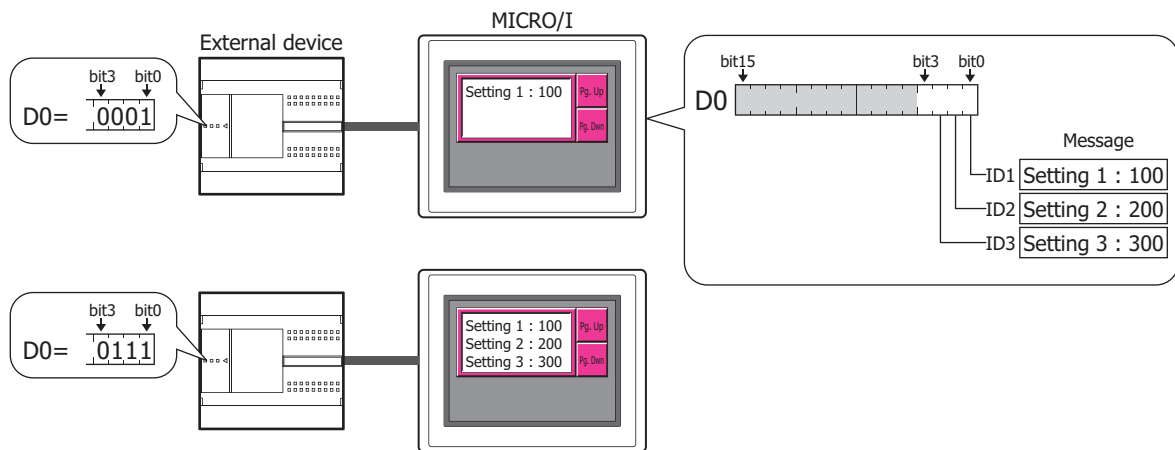 MICRO/I
External device
bit3 bit0
D0= 0001
Setting 1 : 100
Pg. Up
Pg. Dwn
bit15 bit3 bit0
D0
Message
ID1 Setting 1 : 100
ID2 Setting 2 : 200
ID3 Setting 3 : 300
bit3 bit0
D0= 0111
Setting 1 : 100
Setting 2 : 200
Setting 3 : 300
Pg. Up
Pg. Dwn